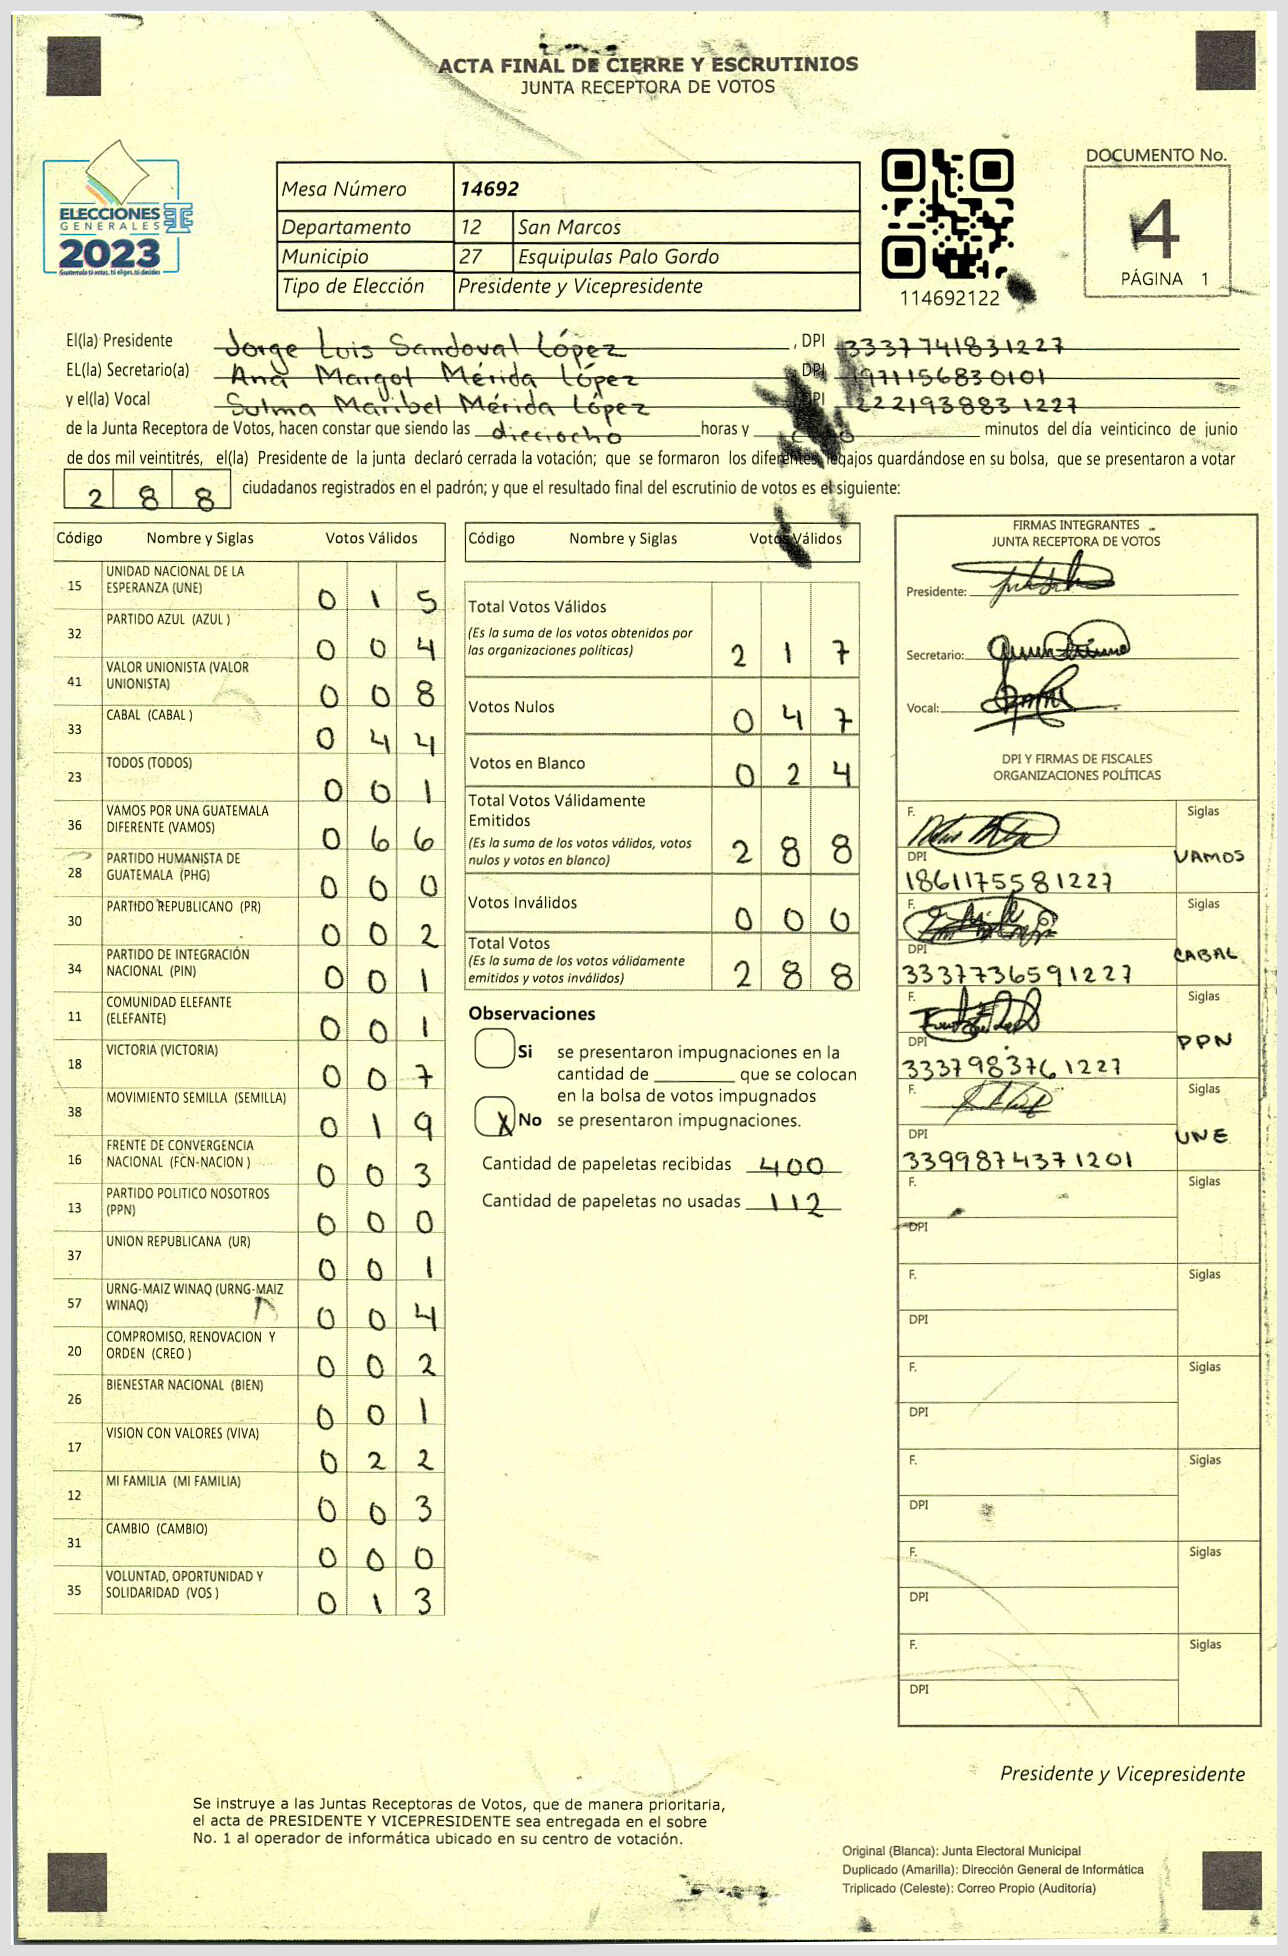 ACTA FINAL DE CIERRE Y ESCRUTINIOS
JUNTA RECEPTORA DE VOTOS
ELECCIONES
GENERALES
2023
Guatemala tú votas, tú eliges, tú decides
Mesa Número 14692
Departamento 12 San Marcos
Municipio 27 Esquipulas Palo Gordo
Tipo de Elección Presidente y Vicepresidente
114692122
DOCUMENTO No.
4
PÁGINA 1
El(la) Presidente Jorge Luis Sandoval López , DPI 3337741831227
EL(la) Secretario(a) Ana Margot Mérida López DPI 1971156830101
y el(la) Vocal Sulma Maribel Mérida López DPI 2221938831227
de la Junta Receptora de Votos, hacen constar que siendo las dieciocho horas y minutos del día veinticinco de junio
de dos mil veintitrés, el(la) Presidente de la junta declaró cerrada la votación; que se formaron los diferentes legajos guardándose en su bolsa, que se presentaron a votar
288 ciudadanos registrados en el padrón; y que el resultado final del escrutinio de votos es el siguiente:
Código Nombre y Siglas Votos Válidos
15 UNIDAD NACIONAL DE LA
ESPERANZA (UNE) 0 1 5
32 PARTIDO AZUL (AZUL ) 0 0 4
41 VALOR UNIONISTA (VALOR
UNIONISTA) 0 0 8
33 CABAL (CABAL ) 0 4 4
23 TODOS (TODOS) 0 0 1
36 VAMOS POR UNA GUATEMALA
DIFERENTE (VAMOS) 0 6 6
28 PARTIDO HUMANISTA DE
GUATEMALA (PHG) 0 0 0
30 PARTIDO REPUBLICANO (PR) 0 0 2
34 PARTIDO DE INTEGRACIÓN
NACIONAL (PIN) 0 0 1
11 COMUNIDAD ELEFANTE
(ELEFANTE) 0 0 1
18 VICTORIA (VICTORIA) 0 0 7
38 MOVIMIENTO SEMILLA (SEMILLA) 0 1 9
16 FRENTE DE CONVERGENCIA
NACIONAL (FCN-NACION ) 0 0 3
13 PARTIDO POLITICO NOSOTROS
(PPN) 0 0 0
37 UNION REPUBLICANA (UR) 0 0 1
57 URNG-MAIZ WINAQ (URNG-MAIZ
WINAQ) 0 0 4
20 COMPROMISO, RENOVACION Y
ORDEN (CREO ) 0 0 2
26 BIENESTAR NACIONAL (BIEN) 0 0 1
17 VISION CON VALORES (VIVA) 0 2 2
12 MI FAMILIA (MI FAMILIA) 0 0 3
31 CAMBIO (CAMBIO) 0 0 0
35 VOLUNTAD, OPORTUNIDAD Y
SOLIDARIDAD (VOS ) 0 1 3
Código Nombre y Siglas Votos Válidos
Total Votos Válidos
(Es la suma de los votos obtenidos por
las organizaciones políticas) 2 1 7
Votos Nulos 0 4 7
Votos en Blanco 0 2 4
Total Votos Válidamente
Emitidos
(Es la suma de los votos válidos, votos
nulos y votos en blanco) 2 8 8
Votos Inválidos 0 0 0
Total Votos
(Es la suma de los votos válidamente
emitidos y votos inválidos) 2 8 8
Observaciones
Si se presentaron impugnaciones en la
cantidad de que se colocan
en la bolsa de votos impugnados
X No se presentaron impugnaciones.
Cantidad de papeletas recibidas 400
Cantidad de papeletas no usadas 112
FIRMAS INTEGRANTES
JUNTA RECEPTORA DE VOTOS
Presidente:
Secretario:
Vocal:
DPI Y FIRMAS DE FISCALES
ORGANIZACIONES POLÍTICAS
F. Siglas
DPI VAMOS
1861175581227
F. Siglas
DPI CABAL
3337736591227
F. Siglas
DPI PPN
3337983761227
F. Siglas
DPI UNE
3399874371201
F. Siglas
DPI
F. Siglas
DPI
F. Siglas
DPI
F. Siglas
DPI
F. Siglas
DPI
F. Siglas
DPI
Presidente y Vicepresidente
Se instruye a las Juntas Receptoras de Votos, que de manera prioritaria,
el acta de PRESIDENTE Y VICEPRESIDENTE sea entregada en el sobre
No. 1 al operador de informática ubicado en su centro de votación.
Original (Blanca): Junta Electoral Municipal
Duplicado (Amarilla): Dirección General de Informática
Triplicado (Celeste): Correo Propio (Auditoría)